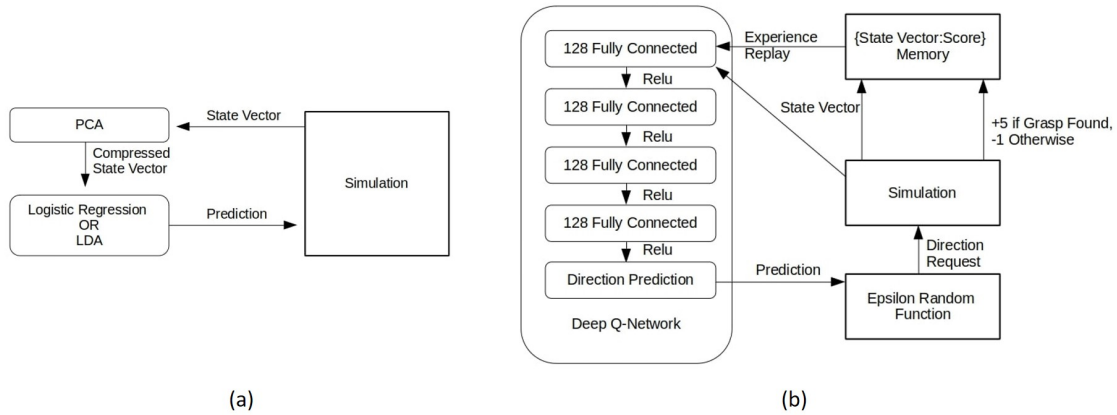 PCA
State Vector
Compressed
State Vector
Logistic Regression
OR
LDA
Prediction
Simulation
(a)
128 Fully Connected
Relu
128 Fully Connected
Relu
128 Fully Connected
Relu
128 Fully Connected
Relu
Direction Prediction
Deep Q-Network
Experience
Replay
{State Vector:Score}
Memory
State Vector
+5 if Grasp Found,
-1 Otherwise
Simulation
Direction
Request
Prediction
Epsilon Random
Function
(b)